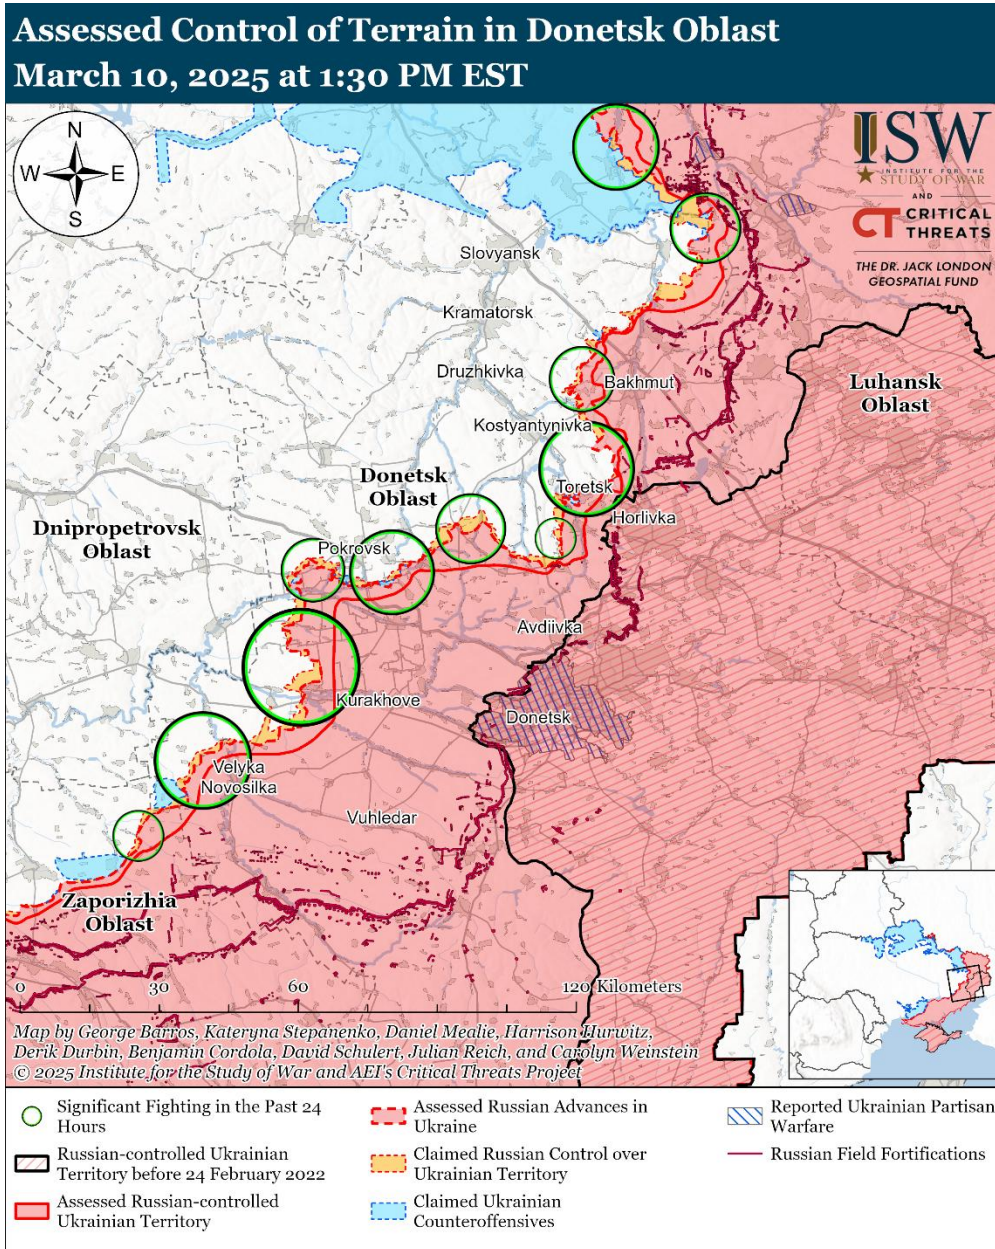 Assessed Control of Terrain in Donetsk Oblast
March 10, 2025 at 1:30 PM EST
N
W
E
S
ISW
INSTITUTE FOR THE
STUDY OF WAR
AND
CT CRITICAL
THREATS
THE DR. JACK LONDON
GEOSPATIAL FUND
Slovyansk
Kramatorsk
Druzhkivka
Bakhmut
Luhansk
Oblast
Kostyantynivka
Donetsk
Oblast
Toretsk
Horlivka
Dnipropetrovsk
Oblast
Pokrovsk
Avdiivka
Kurakhove
Donetsk
Velyka
Novosilka
Vuhledar
Zaporizhia
Oblast
0
30
60
120 Kilometers
Map by George Barros, Kateryna Stepanenko, Daniel Mealie, Harrison Hurwitz,
Derik Durbin, Benjamin Cordola, David Schulert, Julian Reich, and Carolyn Weinstein
© 2025 Institute for the Study of War and AEI's Critical Threats Project
Significant Fighting in the Past 24
Hours
Russian-controlled Ukrainian
Territory before 24 February 2022
Assessed Russian-controlled
Ukrainian Territory
Assessed Russian Advances in
Ukraine
Claimed Russian Control over
Ukrainian Territory
Claimed Ukrainian
Counteroffensives
Reported Ukrainian Partisan
Warfare
Russian Field Fortifications